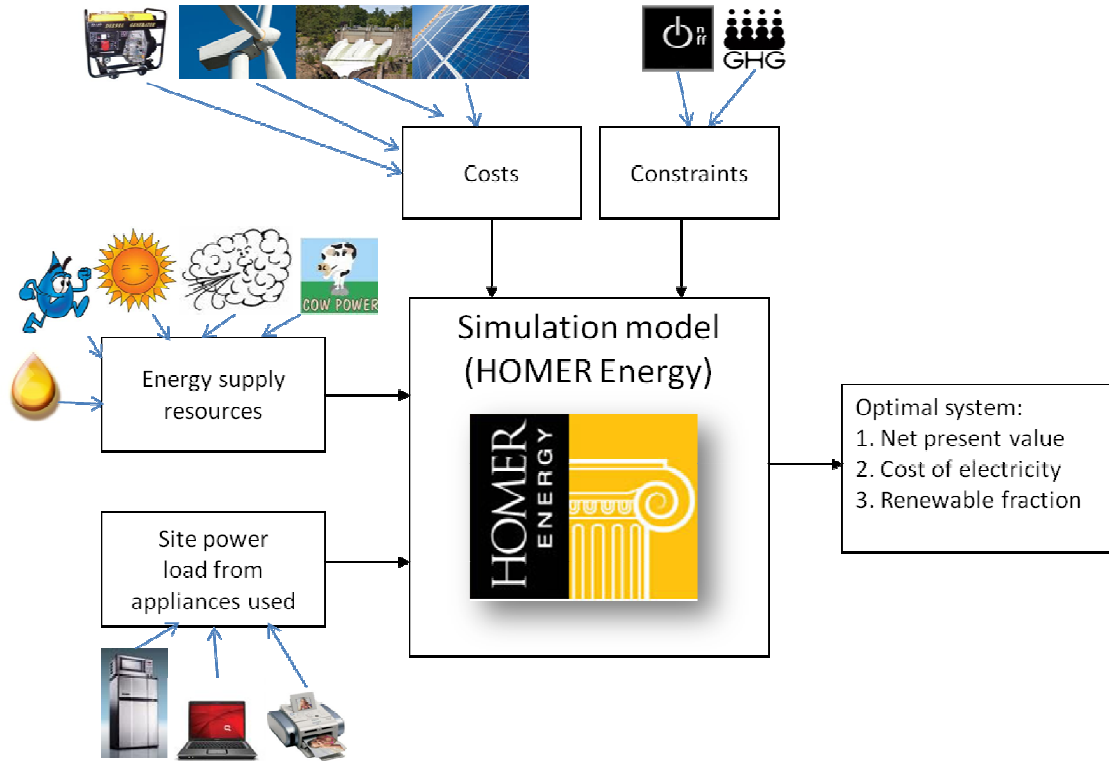 n
ff
GHG
Costs
Constraints
COW POWER
Energy supply
resources
Simulation model
(HOMER Energy)
HOMER
ENERGY
Optimal system:
1. Net present value
2. Cost of electricity
3. Renewable fraction
Site power
load from
appliances used